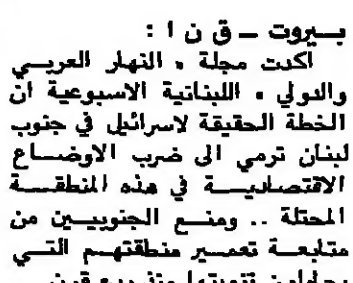 بيروت ـ ق ن ا :
اكدت مجلة « النهار العربي
والدولي » اللبنانية الاسبوعية ان
الخطة الحقيقة لاسرائيل في جنوب
لبنان ترمي الى ضرب الاوضاع
الاقتصادية في هذه المنطقة
المحتلة .. ومنع الجنوبيين من
متابعة تعمير منطقتهم التي